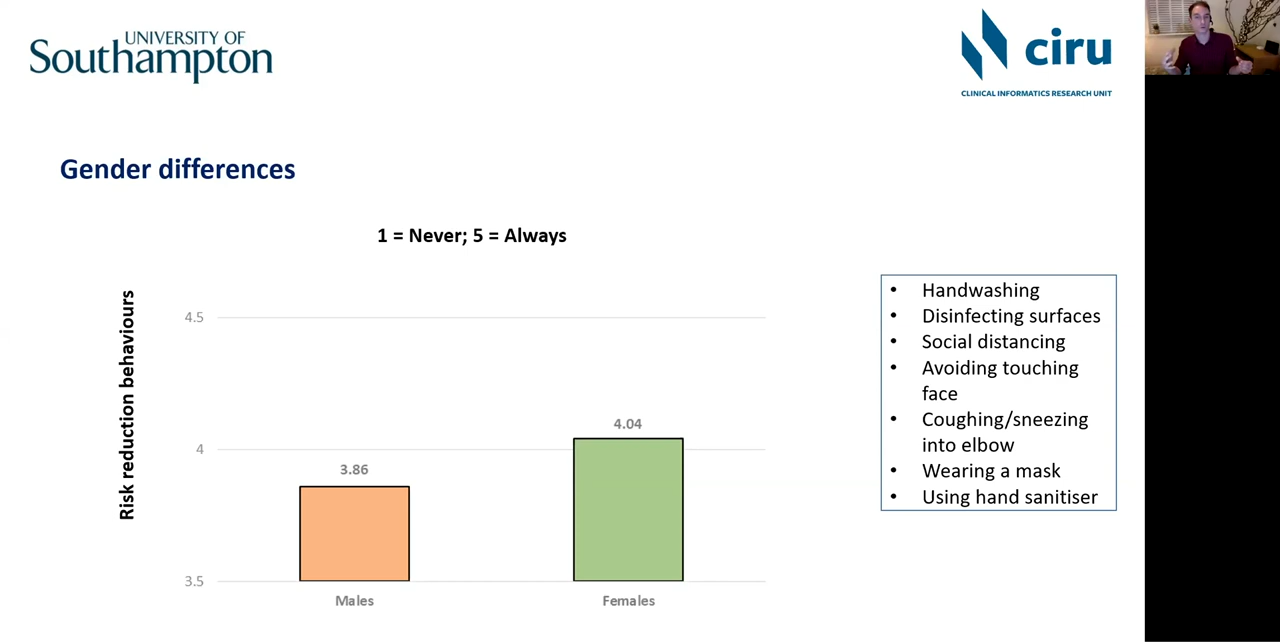 UNIVERSITY OF
Southampton
ciru
CLINICAL INFORMATICS RESEARCH UNIT
Gender differences
1 = Never; 5 = Always
Risk reduction behaviours
4.5
4
3.5
3.86
4.04
Males
Females
• Handwashing
• Disinfecting surfaces
• Social distancing
• Avoiding touching
face
• Coughing/sneezing
into elbow
• Wearing a mask
• Using hand sanitiser